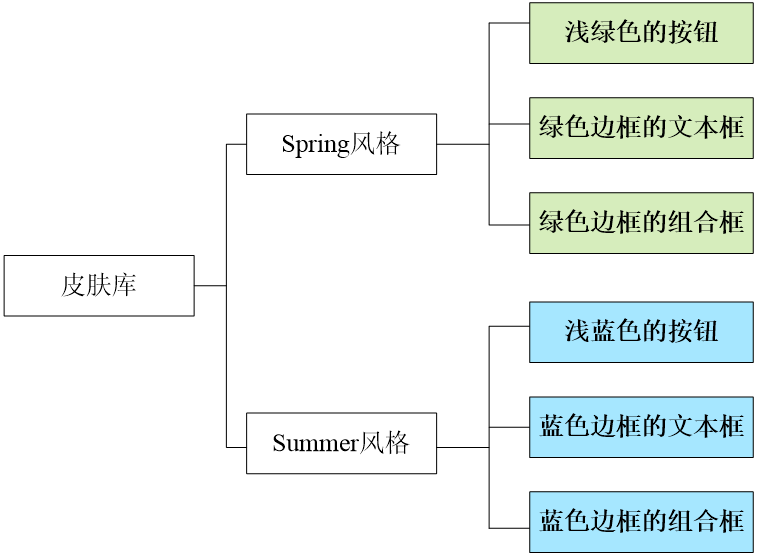 浅绿色的按钮
Spring风格
绿色边框的文本框
绿色边框的组合框
皮肤库
浅蓝色的按钮
Summer风格
蓝色边框的文本框
蓝色边框的组合框